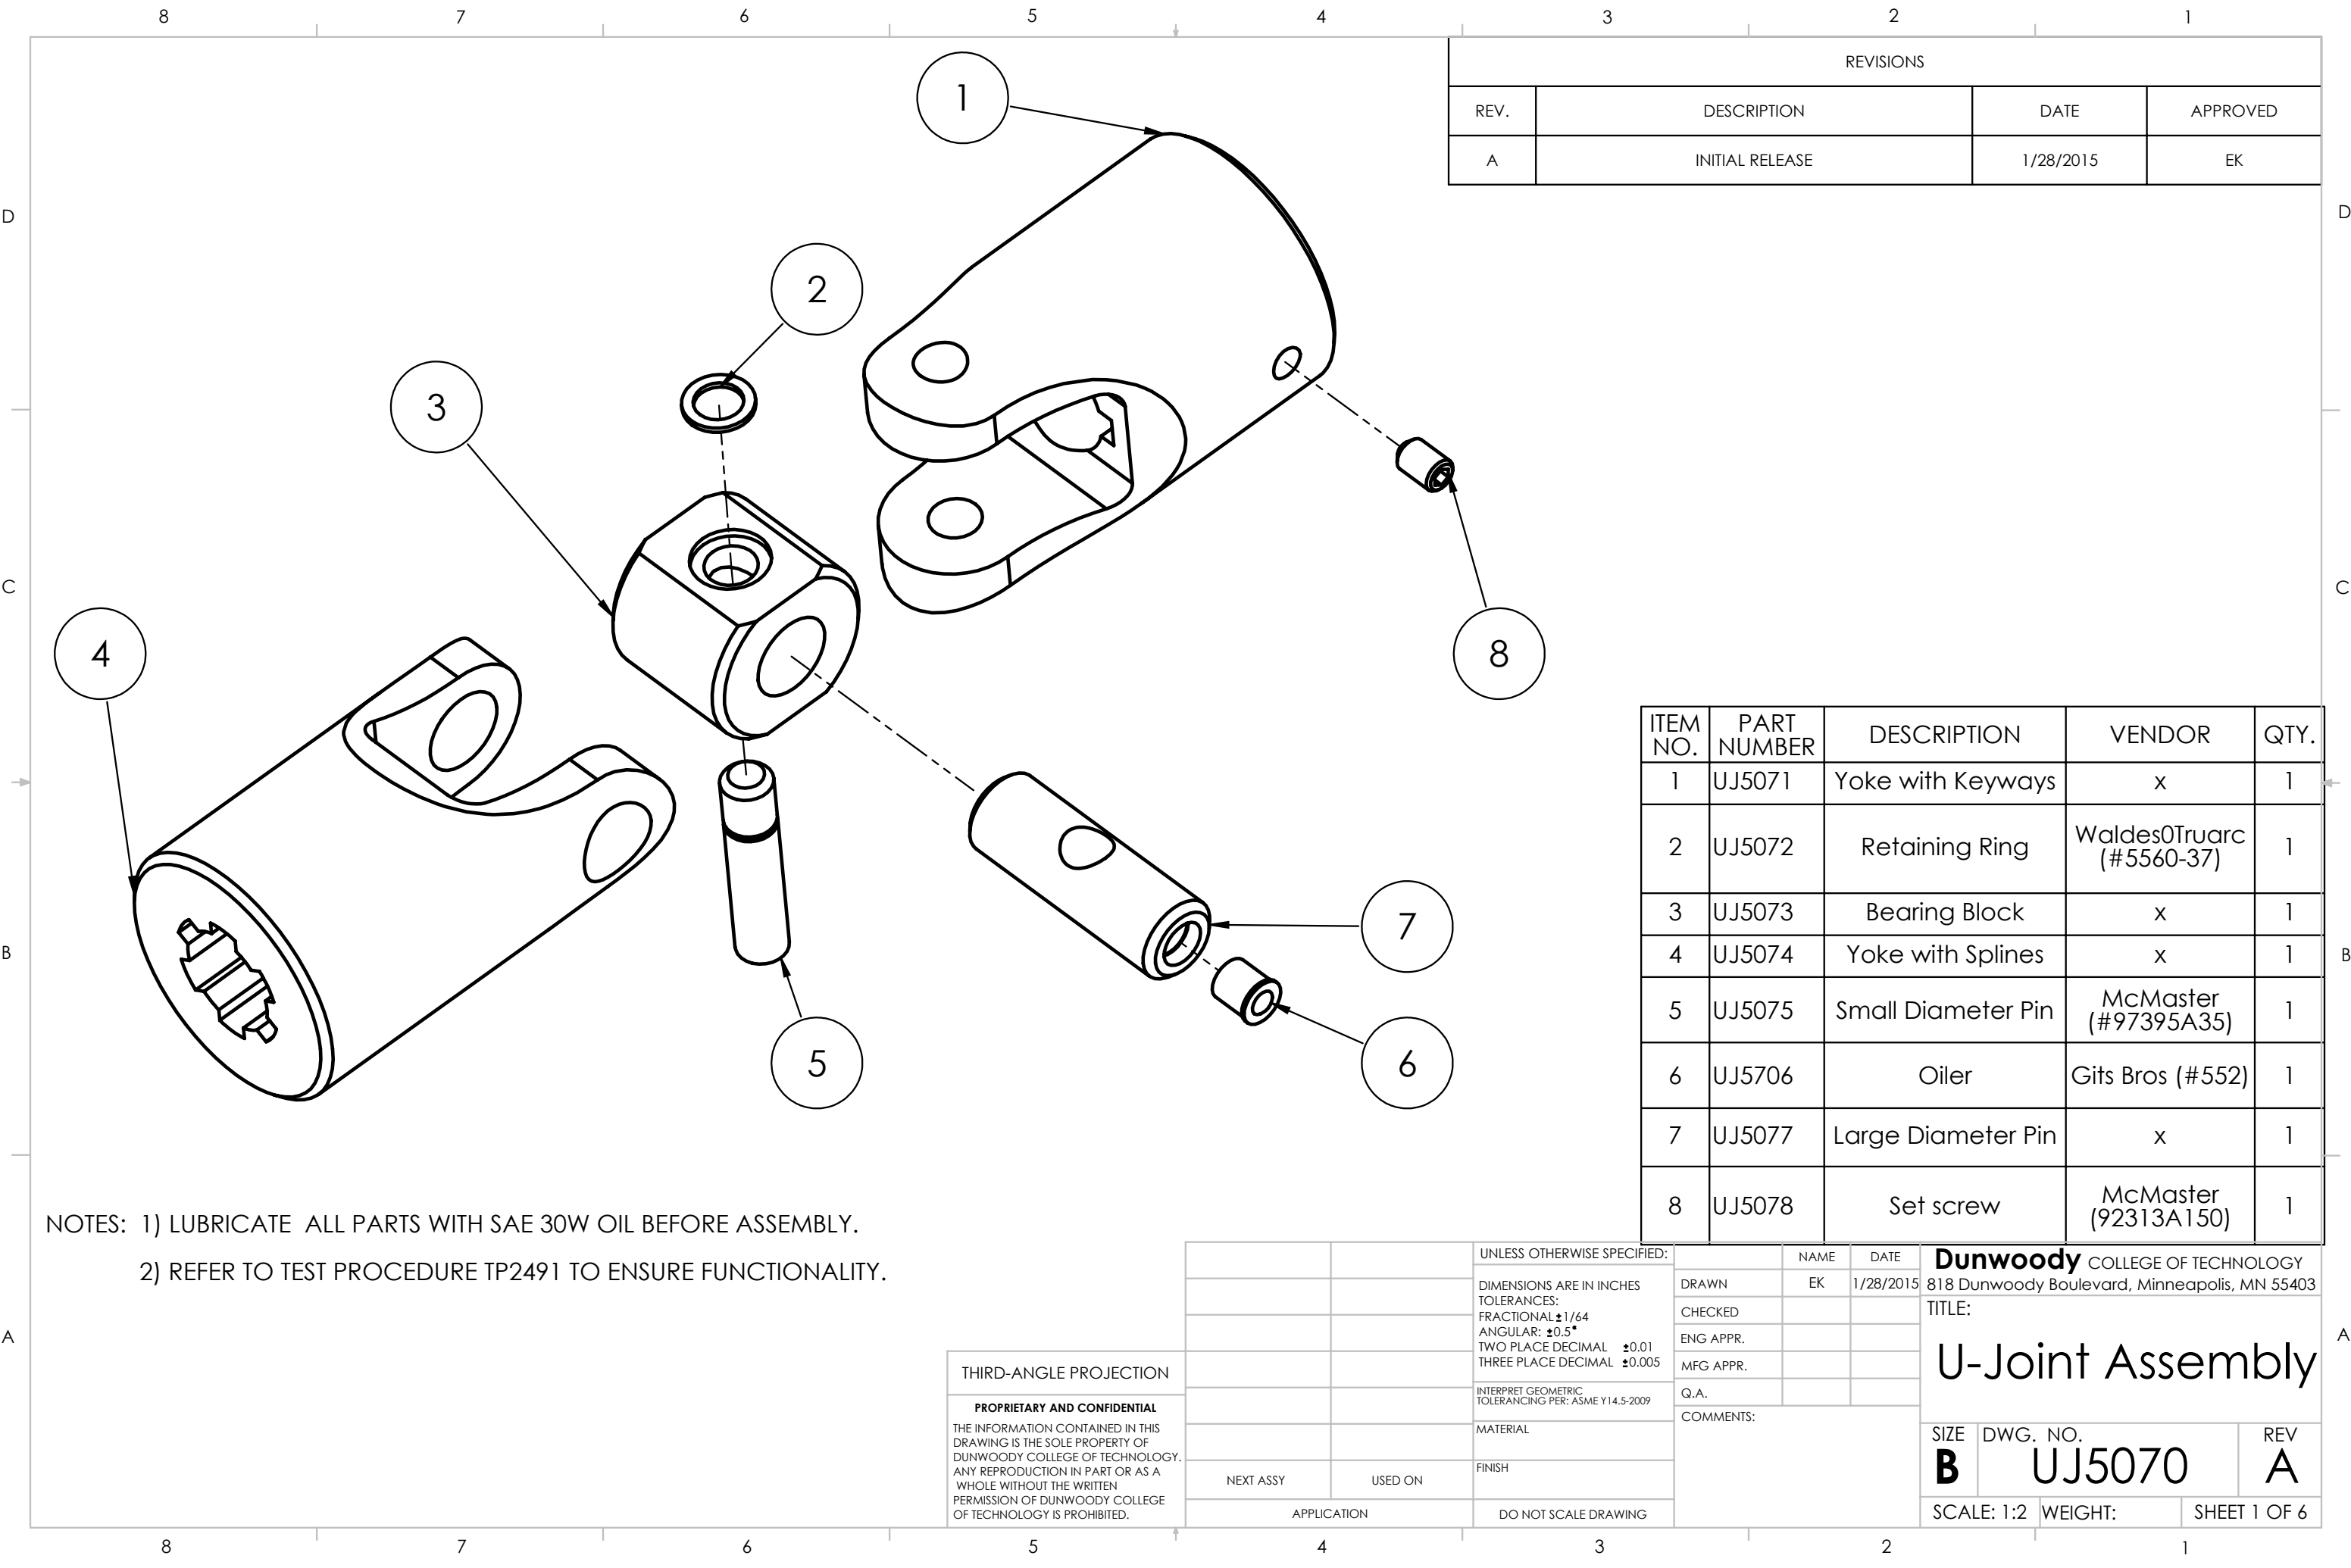 8 7 6 5 4 3 2 1
REVISIONS
REV. DESCRIPTION DATE APPROVED
A INITIAL RELEASE 1/28/2015 EK
D D
C C
B B
A A
1
2
3
4
8
7
5
6
ITEM NO. PART NUMBER DESCRIPTION VENDOR QTY.
1 UJ5071 Yoke with Keyways x 1
2 UJ5072 Retaining Ring Waldes0Truarc (#5560-37) 1
3 UJ5073 Bearing Block x 1
4 UJ5074 Yoke with Splines x 1
5 UJ5075 Small Diameter Pin McMaster (#97395A35) 1
6 UJ5706 Oiler Gits Bros (#552) 1
7 UJ5077 Large Diameter Pin x 1
8 UJ5078 Set screw McMaster (92313A150) 1
NOTES: 1) LUBRICATE ALL PARTS WITH SAE 30W OIL BEFORE ASSEMBLY.
2) REFER TO TEST PROCEDURE TP2491 TO ENSURE FUNCTIONALITY.
THIRD-ANGLE PROJECTION
PROPRIETARY AND CONFIDENTIAL
THE INFORMATION CONTAINED IN THIS
DRAWING IS THE SOLE PROPERTY OF
DUNWOODY COLLEGE OF TECHNOLOGY.
ANY REPRODUCTION IN PART OR AS A
WHOLE WITHOUT THE WRITTEN
PERMISSION OF DUNWOODY COLLEGE
OF TECHNOLOGY IS PROHIBITED.
NEXT ASSY USED ON
APPLICATION
UNLESS OTHERWISE SPECIFIED:
DIMENSIONS ARE IN INCHES
TOLERANCES:
FRACTIONAL ±1/64
ANGULAR: ±0.5°
TWO PLACE DECIMAL ±0.01
THREE PLACE DECIMAL ±0.005
INTERPRET GEOMETRIC
TOLERANCING PER: ASME Y14.5-2009
MATERIAL
FINISH
DO NOT SCALE DRAWING
NAME DATE
DRAWN EK 1/28/2015
CHECKED
ENG APPR.
MFG APPR.
Q.A.
COMMENTS:
Dunwoody COLLEGE OF TECHNOLOGY
818 Dunwoody Boulevard, Minneapolis, MN 55403
TITLE:
U-Joint Assembly
SIZE DWG. NO. REV
B UJ5070 A
SCALE: 1:2 WEIGHT: SHEET 1 OF 6
8 7 6 5 4 3 2 1